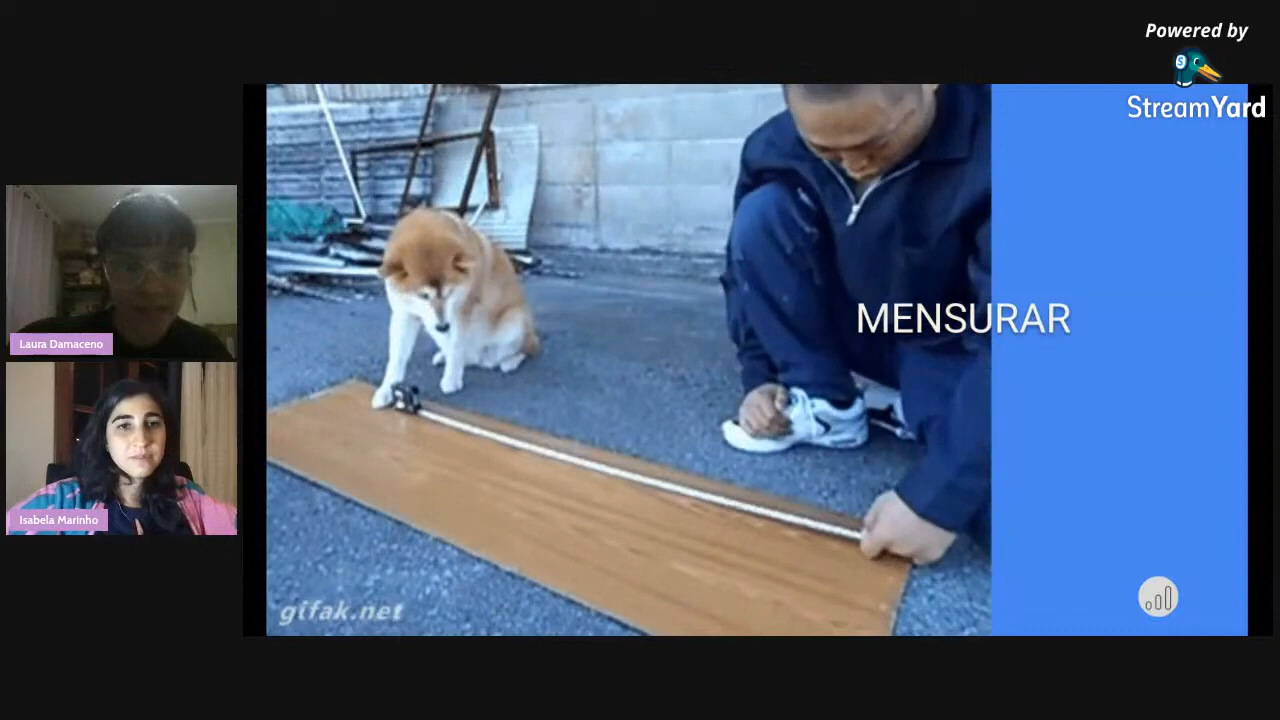 Powered by
StreamYard
Laura Damaceno
Isabela Marinho
MENSURAR
gifak.net